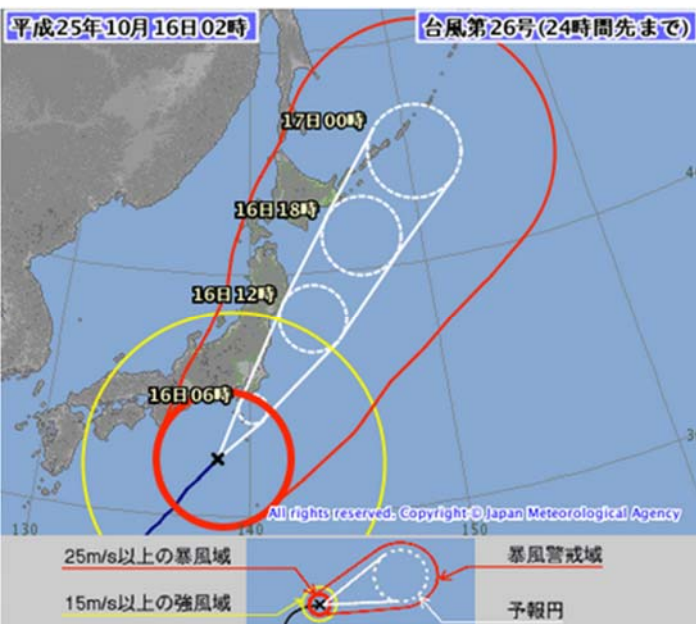 平成25年10月16日02時
台風第26号(24時間先まで)
17日00時
16日18時
16日12時
16日06時
All rights reserved. Copyright © Japan Meteorological Agency
130
140
150
25m/s以上の暴風域
暴風警戒域
15m/s以上の強風域
予報円